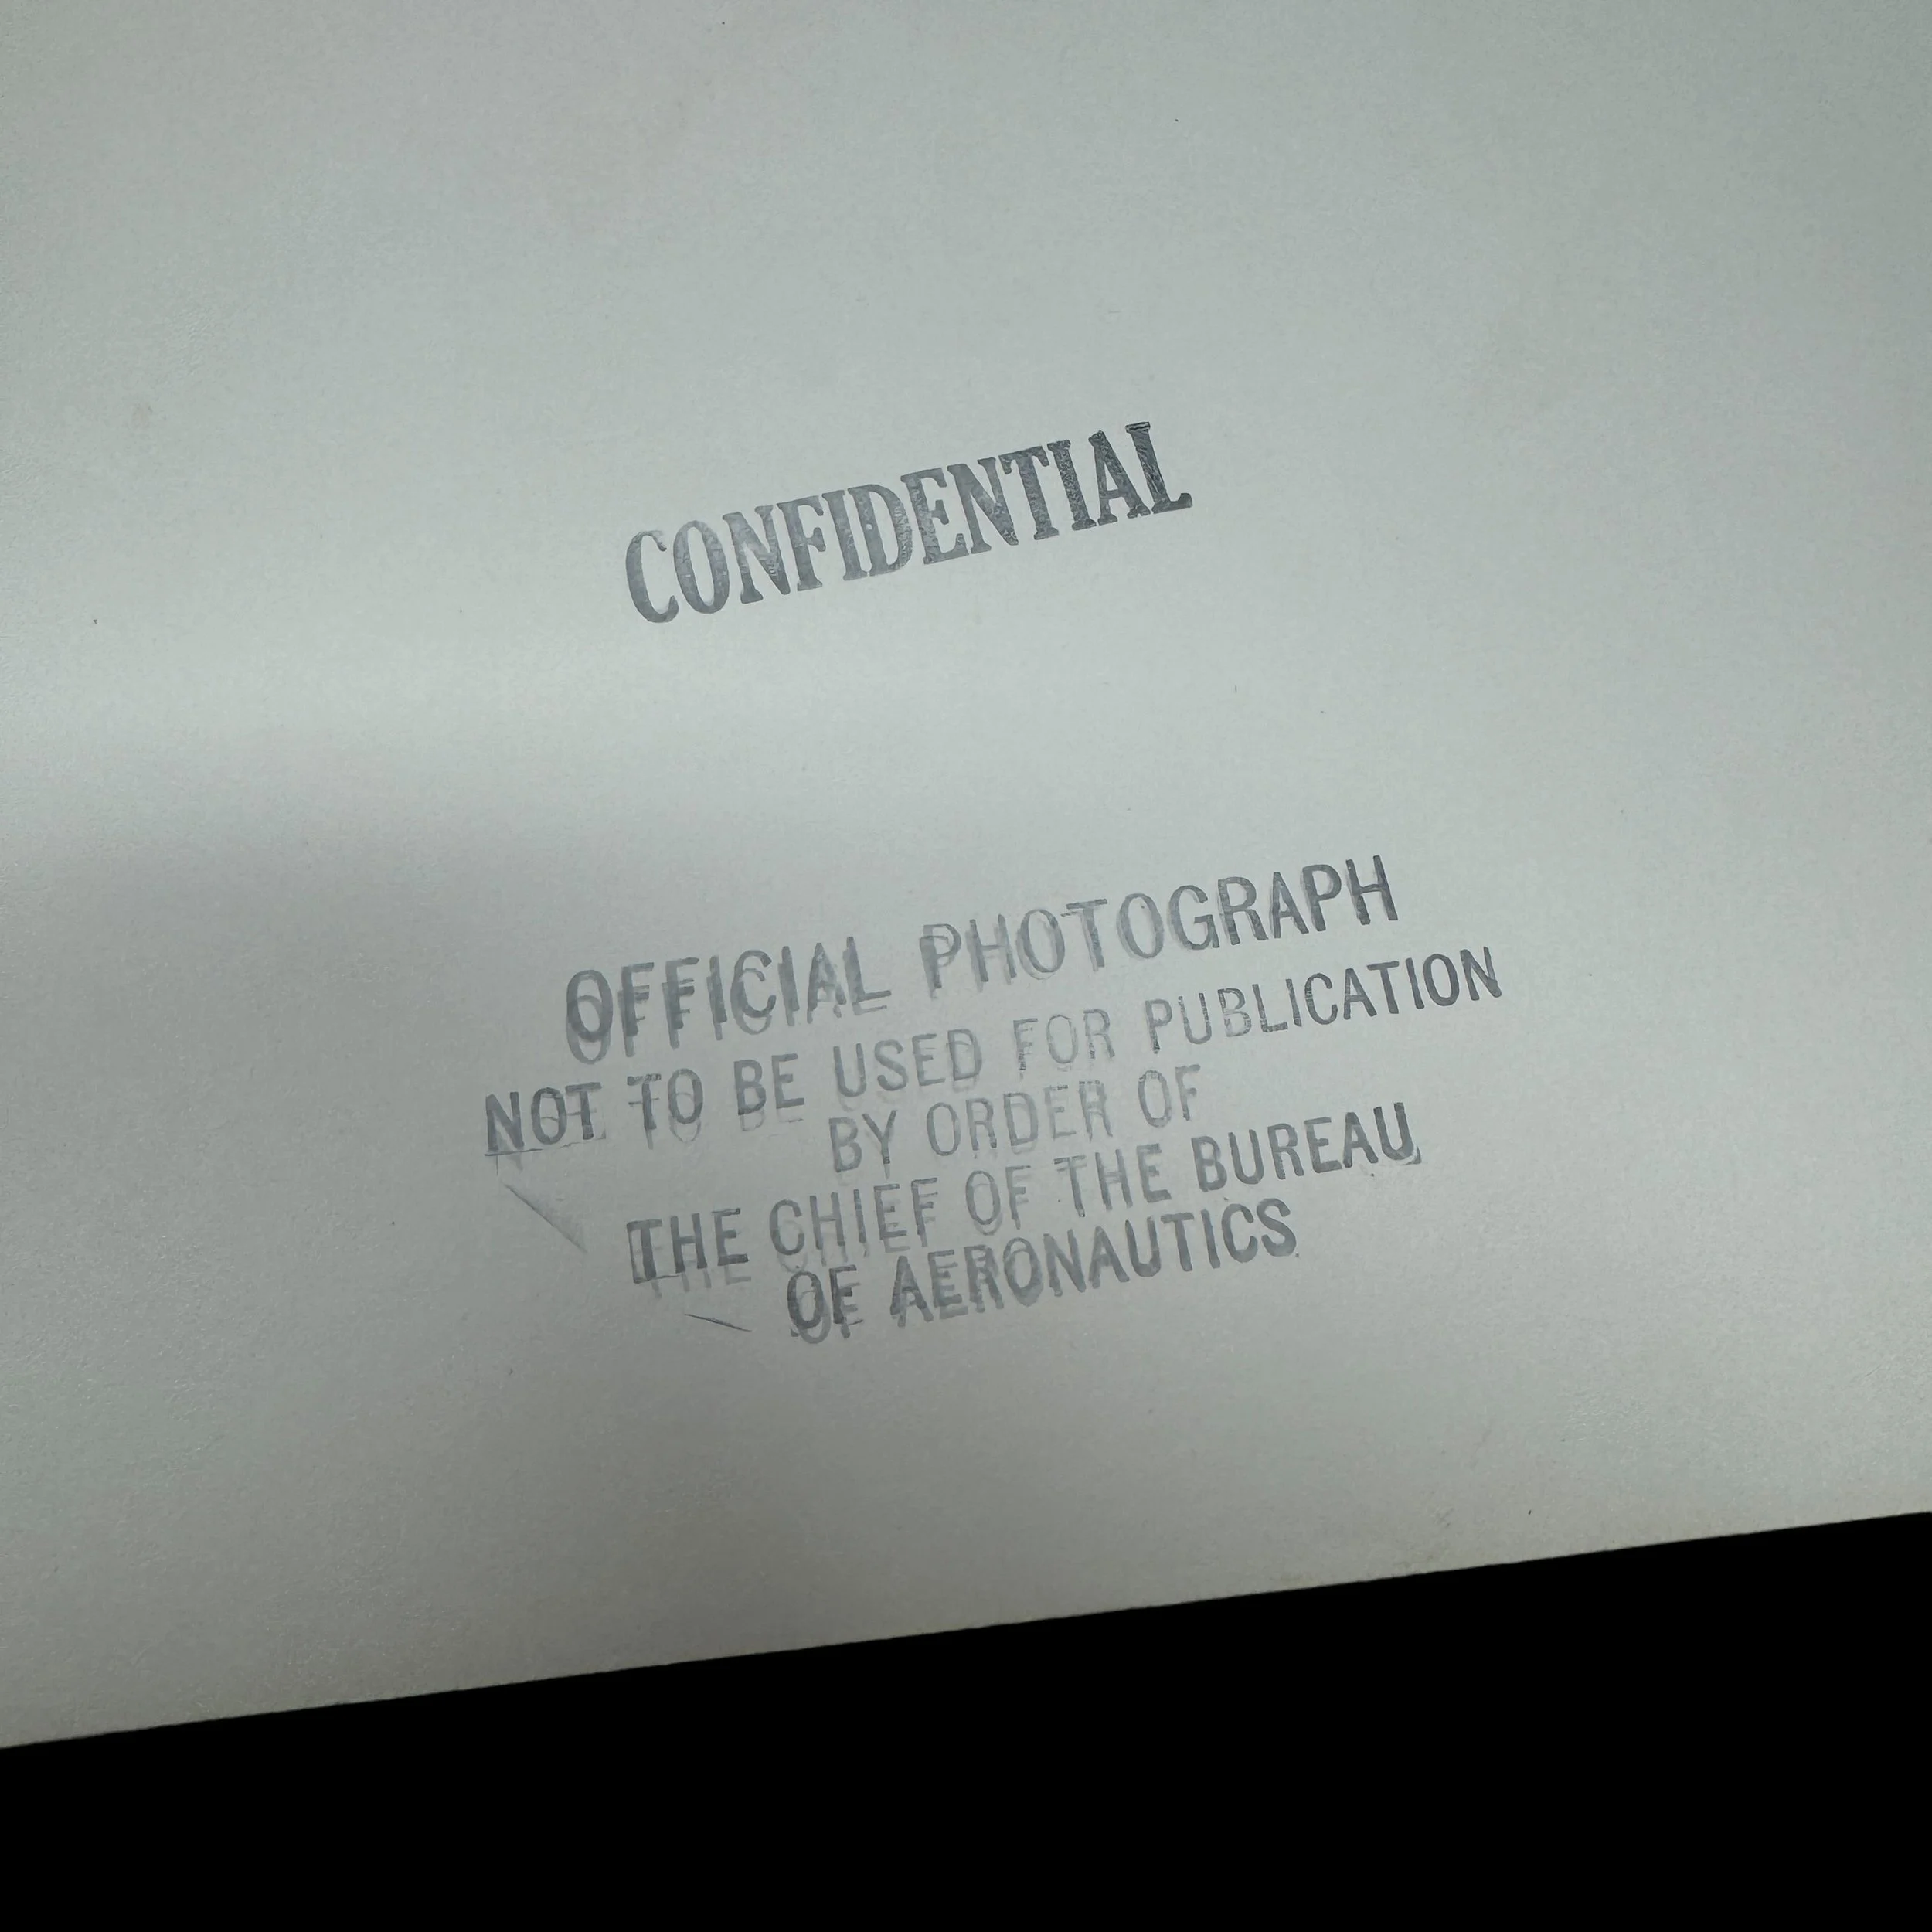 CONFIDENTIAL
OFFICIAL PHOTOGRAPH
NOT TO BE USED FOR PUBLICATION
BY ORDER OF
THE CHIEF OF THE BUREAU
OF AERONAUTICS